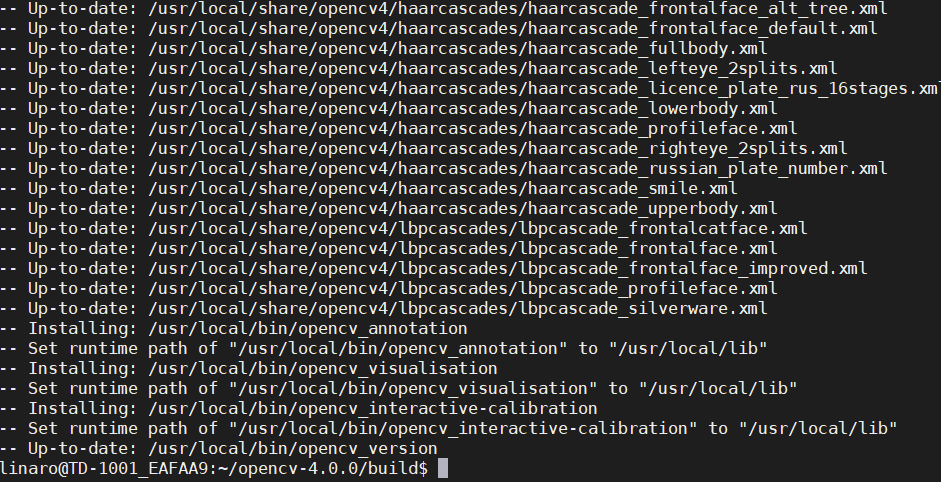 -- Up-to-date: /usr/local/share/opencv4/haarcascades/haarcascade_frontalface_alt_tree.xml
-- Up-to-date: /usr/local/share/opencv4/haarcascades/haarcascade_frontalface_default.xml
-- Up-to-date: /usr/local/share/opencv4/haarcascades/haarcascade_fullbody.xml
-- Up-to-date: /usr/local/share/opencv4/haarcascades/haarcascade_lefteye_2splits.xml
-- Up-to-date: /usr/local/share/opencv4/haarcascades/haarcascade_licence_plate_rus_16stages.xml
-- Up-to-date: /usr/local/share/opencv4/haarcascades/haarcascade_lowerbody.xml
-- Up-to-date: /usr/local/share/opencv4/haarcascades/haarcascade_profileface.xml
-- Up-to-date: /usr/local/share/opencv4/haarcascades/haarcascade_righteye_2splits.xml
-- Up-to-date: /usr/local/share/opencv4/haarcascades/haarcascade_russian_plate_number.xml
-- Up-to-date: /usr/local/share/opencv4/haarcascades/haarcascade_smile.xml
-- Up-to-date: /usr/local/share/opencv4/haarcascades/haarcascade_upperbody.xml
-- Up-to-date: /usr/local/share/opencv4/lbpcascades/lbpcascade_frontalcatface.xml
-- Up-to-date: /usr/local/share/opencv4/lbpcascades/lbpcascade_frontalface.xml
-- Up-to-date: /usr/local/share/opencv4/lbpcascades/lbpcascade_frontalface_improved.xml
-- Up-to-date: /usr/local/share/opencv4/lbpcascades/lbpcascade_profileface.xml
-- Up-to-date: /usr/local/share/opencv4/lbpcascades/lbpcascade_silverware.xml
-- Installing: /usr/local/bin/opencv_annotation
-- Set runtime path of "/usr/local/bin/opencv_annotation" to "/usr/local/lib"
-- Installing: /usr/local/bin/opencv_visualisation
-- Set runtime path of "/usr/local/bin/opencv_visualisation" to "/usr/local/lib"
-- Installing: /usr/local/bin/opencv_interactive-calibration
-- Set runtime path of "/usr/local/bin/opencv_interactive-calibration" to "/usr/local/lib"
-- Up-to-date: /usr/local/bin/opencv_version
linaro@TD-1001_EAFAA9:~/opencv-4.0.0/build$